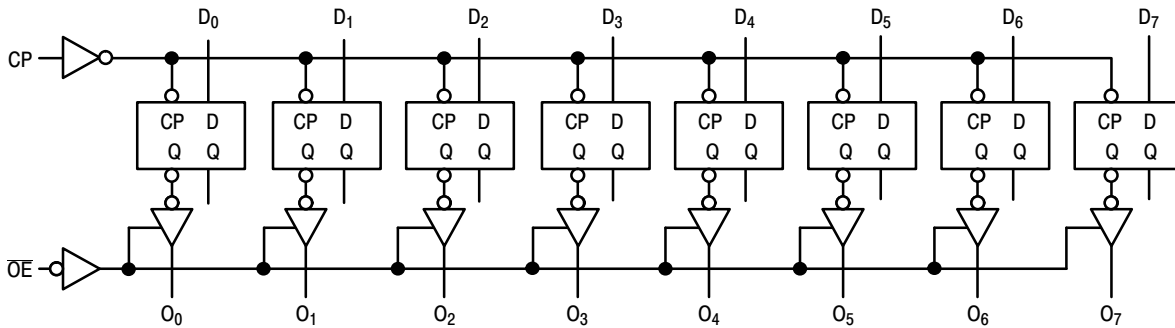 D0 D1 D2 D3 D4 D5 D6 D7
CP
CP D CP D CP D CP D CP D CP D CP D CP D
Q Q Q Q Q Q Q Q Q Q Q Q Q Q Q Q
OE
O0 O1 O2 O3 O4 O5 O6 O7